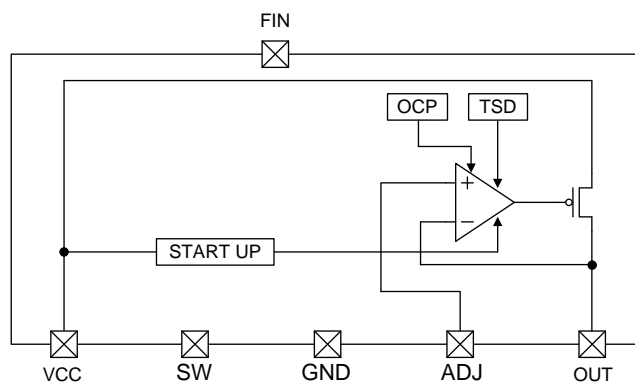 FIN
OCP
TSD
+
−
START UP
VCC
SW
GND
ADJ
OUT